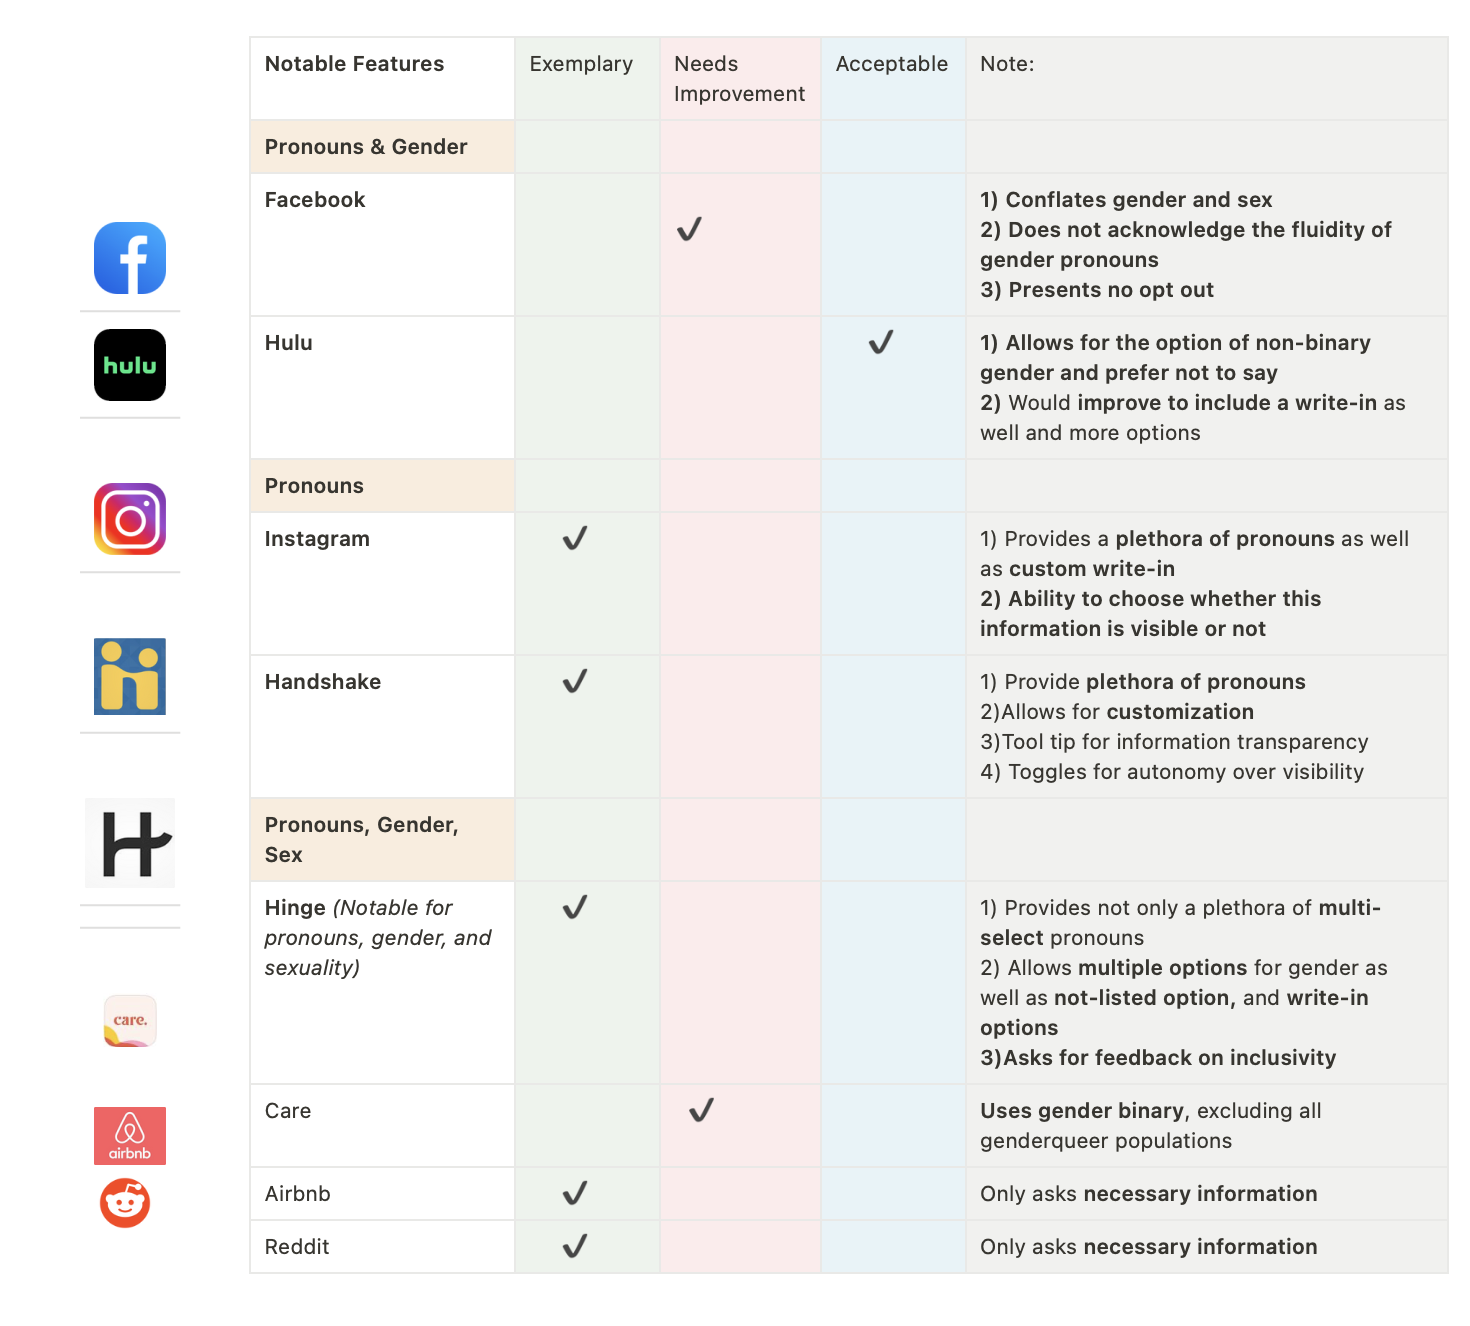 Notable Features
Exemplary
Needs
Improvement
Acceptable
Note:
Pronouns & Gender
Facebook
✔
1) Conflates gender and sex
2) Does not acknowledge the fluidity of
gender pronouns
3) Presents no opt out
hulu
Hulu
✔
1) Allows for the option of non-binary
gender and prefer not to say
2) Would improve to include a write-in as
well and more options
Pronouns
Instagram
✔
1) Provides a plethora of pronouns as well
as custom write-in
2) Ability to choose whether this
information is visible or not
Handshake
✔
1) Provide plethora of pronouns
2)Allows for customization
3)Tool tip for information transparency
4) Toggles for autonomy over visibility
Pronouns, Gender,
Sex
Hinge (Notable for
pronouns, gender, and
sexuality)
✔
1) Provides not only a plethora of multi-
select pronouns
2) Allows multiple options for gender as
well as not-listed option, and write-in
options
3)Asks for feedback on inclusivity
care.
Care
✔
Uses gender binary, excluding all
genderqueer populations
airbnb
Airbnb
✔
Only asks necessary information
Reddit
✔
Only asks necessary information